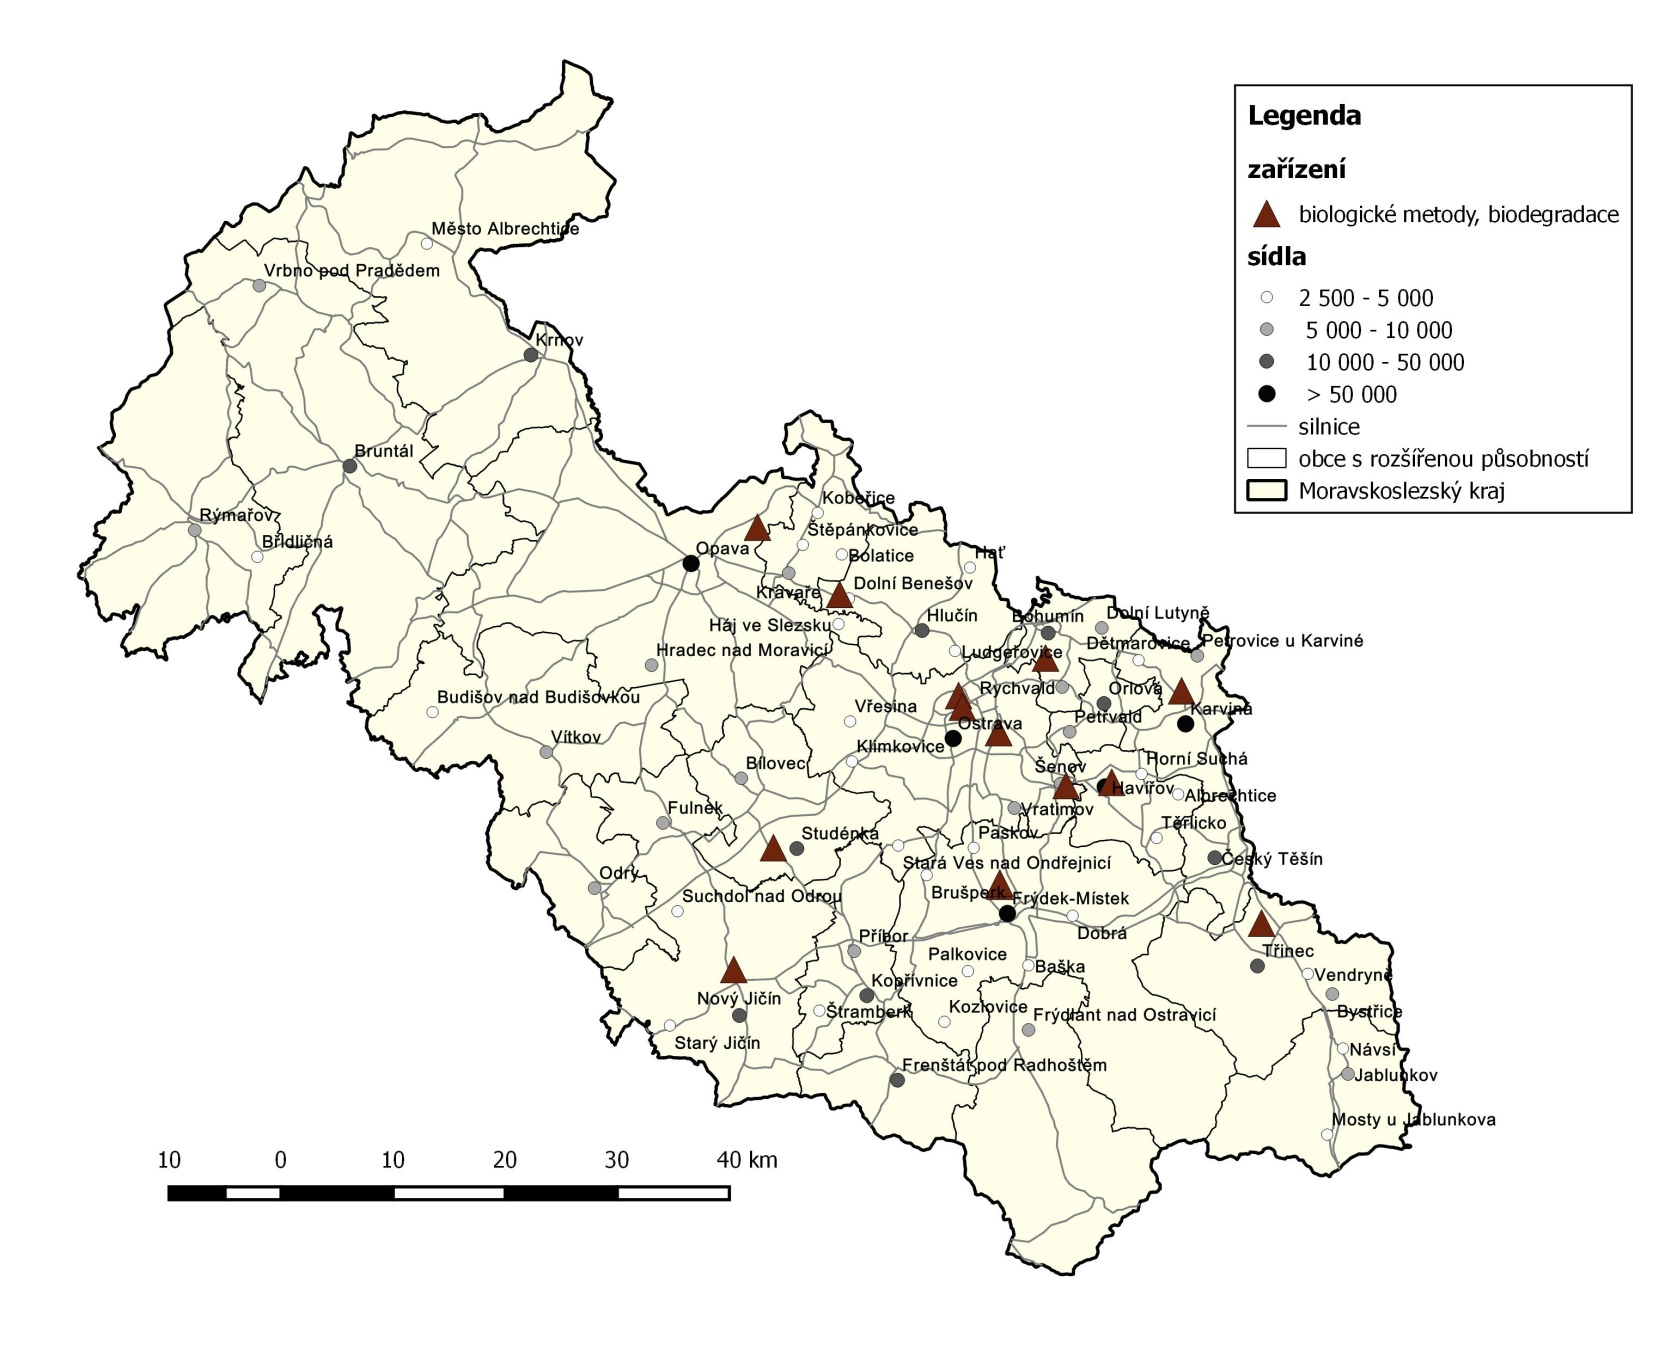 Legenda
zařízení
biologické metody, biodegradace
sídla
2 500 - 5 000
5 000 - 10 000
10 000 - 50 000
> 50 000
silnice
obce s rozšířenou působností
Moravskoslezský kraj
Město Albrechtice
Vrbno pod Pradědem
Krnov
Bruntál
Kobeřice
Rýmařov
Štěpánkovice
Břidličná
Opava
Bolatice
Hať
Dolní Benešov
Kravaře
Hlučín
Bohumín
Dolní Lutyně
Háj ve Slezsku
Dětmarovice
Petrovice u Karviné
Hradec nad Moravicí
Ludgeřovice
Rychvald
Orlová
Budišov nad Budišovkou
Vřesina
Karviná
Petřvald
Ostrava
Vítkov
Klimkovice
Horní Suchá
Bílovec
Šenov
Havířov
Albrechtice
Fulnek
Vratimov
Těrlicko
Studénka
Paskov
Český Těšín
Stará Ves nad Ondřejnicí
Odry
Suchdol nad Odrou
Brušperk
Frýdek-Místek
Dobrá
Příbor
Třinec
Palkovice
Baška
Vendryně
Kopřivnice
Nový Jičín
Štramberk
Kozlovice
Frýdlant nad Ostravicí
Bystřice
Starý Jičín
Návsí
Frenštát pod Radhoštěm
Jablunkov
Mosty u Jablunkova
10 0 10 20 30 40 km